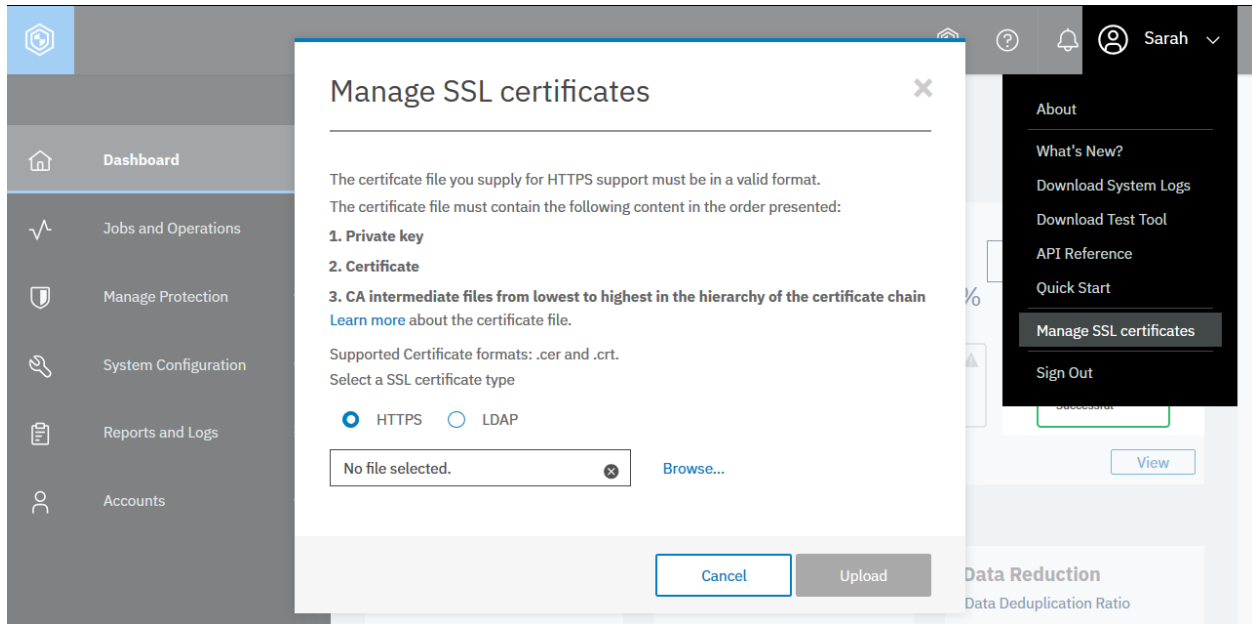 Sarah
Manage SSL certificates
The certifcate file you supply for HTTPS support must be in a valid format.
The certificate file must contain the following content in the order presented:
1. Private key
2. Certificate
3. CA intermediate files from lowest to highest in the hierarchy of the certificate chain
Learn more about the certificate file.
Supported Certificate formats: .cer and .crt.
Select a SSL certificate type
HTTPS
LDAP
No file selected.
Browse...
Cancel
Upload
Dashboard
Jobs and Operations
Manage Protection
System Configuration
Reports and Logs
Accounts
About
What's New?
Download System Logs
Download Test Tool
API Reference
Quick Start
Manage SSL certificates
Sign Out
%
View
Data Reduction
Data Deduplication Ratio